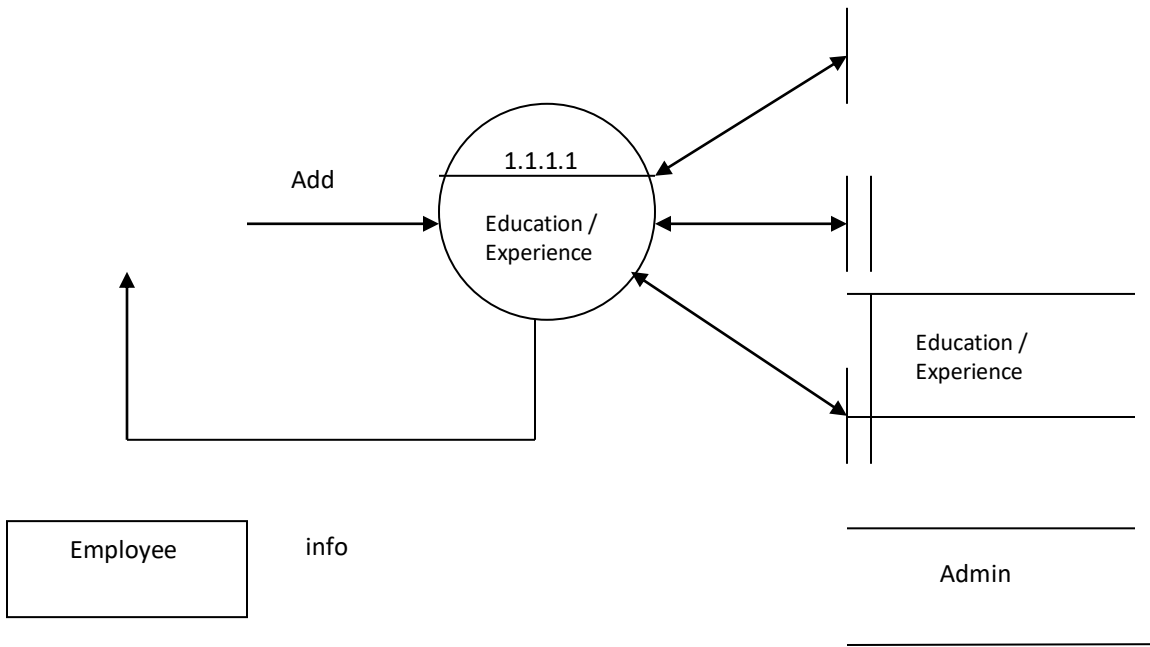 1.1.1.1
Add
Education /
Experience
Education /
Experience
Employee
info
Admin